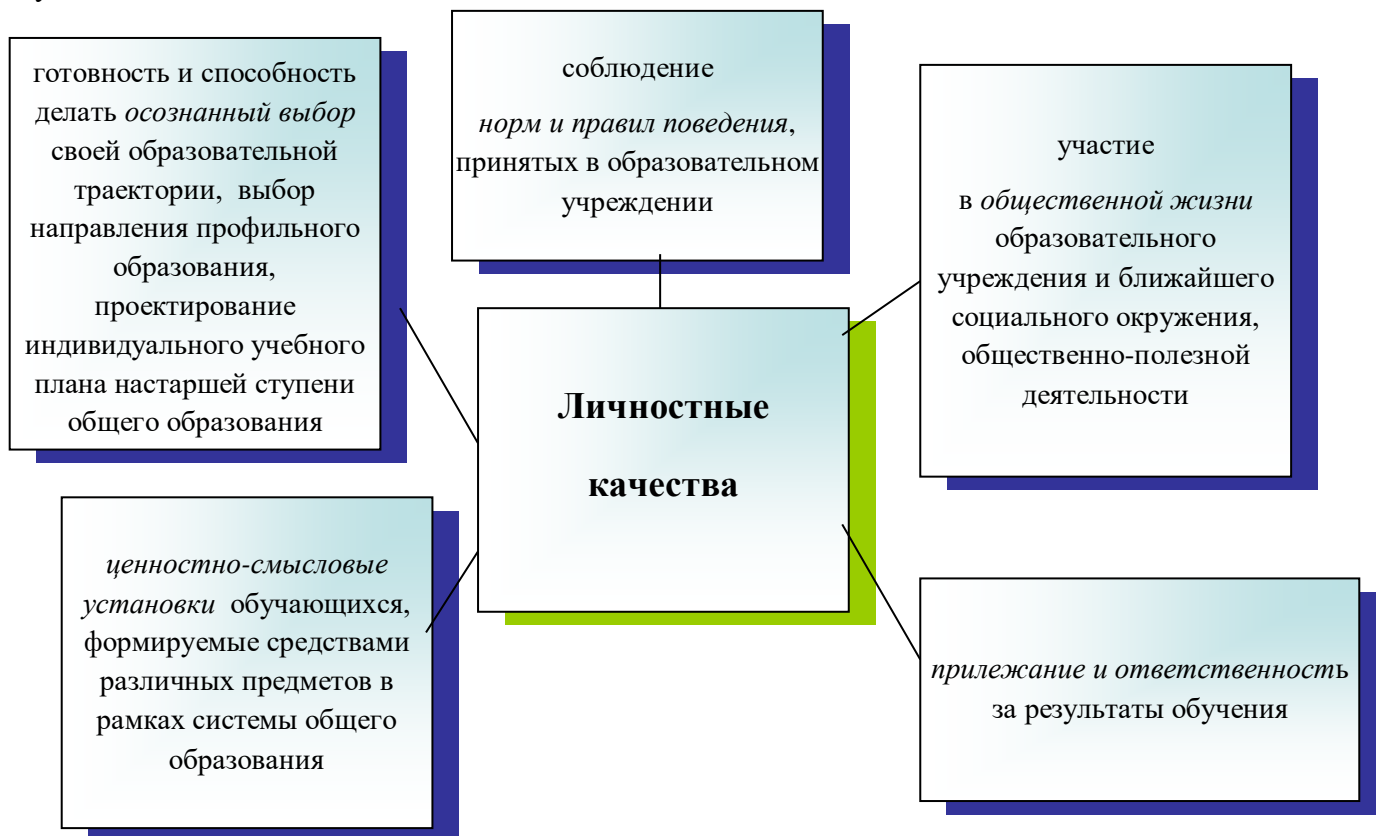 готовность и способность
делать осознанный выбор
своей образовательной
траектории, выбор
направления профильного
образования,
проектирование
индивидуального учебного
плана настаршей ступени
общего образования
соблюдение
норм и правил поведения,
принятых в образовательном
учреждении
участие
в общественной жизни
образовательного
учреждения и ближайшего
социального окружения,
общественно-полезной
деятельности
Личностные
качества
ценностно-смысловые
установки обучающихся,
формируемые средствами
различных предметов в
рамках системы общего
образования
прилежание и ответственность
за результаты обучения